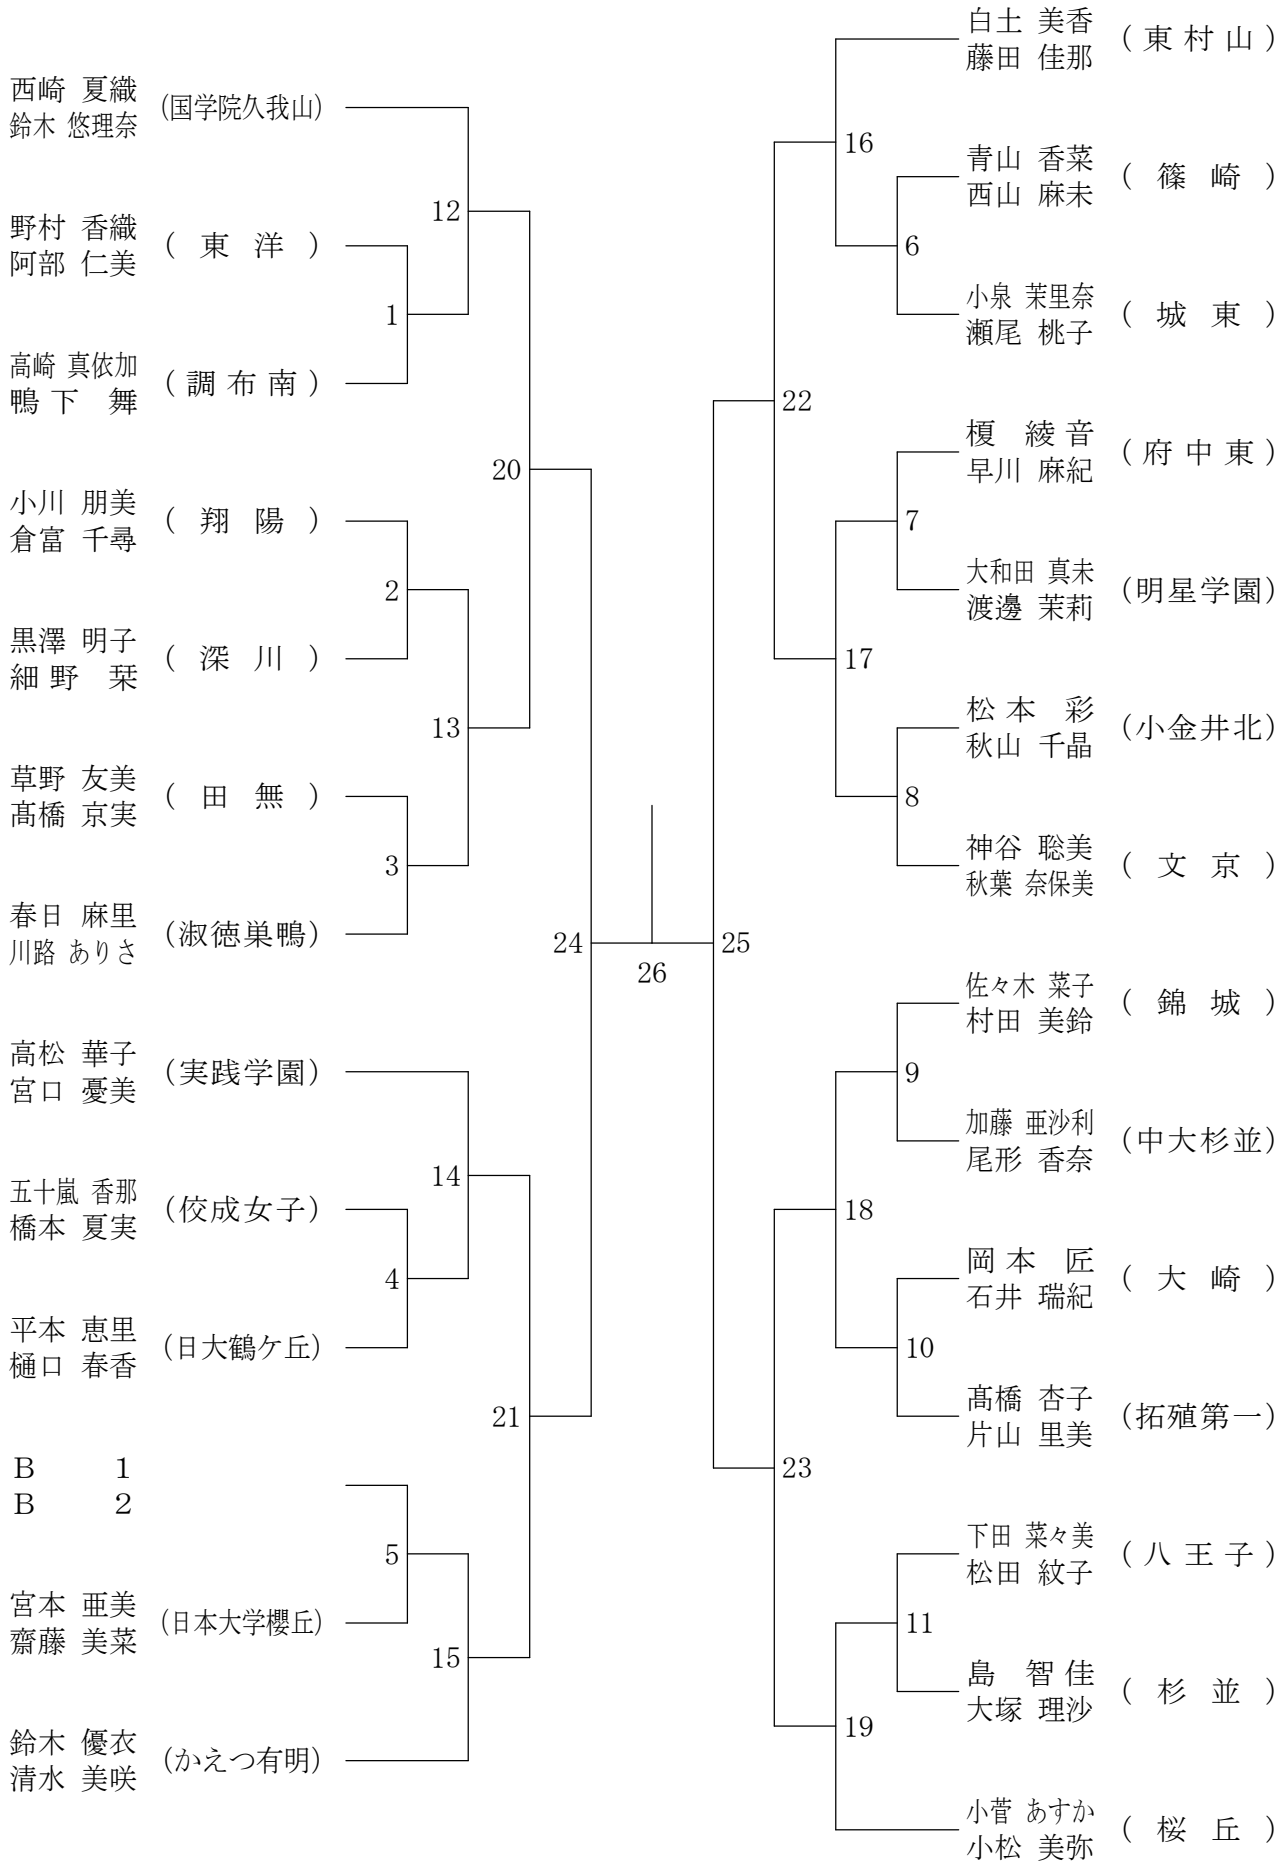 西崎 夏織
鈴木 悠理奈
(国学院久我山)
野村 香織
阿部 仁美
(東洋)
高崎 真依加
鴨下 舞
(調布南)
小川 朋美
倉富 千尋
(翔陽)
黒澤 明子
細野 栞
(深川)
草野 友美
髙橋 京実
(田無)
春日 麻里
川路 ありさ
(淑徳巣鴨)
高松 華子
宮口 憂美
(実践学園)
五十嵐 香那
橋本 夏実
(佼成女子)
平本 恵里
樋口 春香
(日大鶴ケ丘)
B 1
B 2
宮本 亜美
齋藤 美菜
(日本大学櫻丘)
鈴木 優衣
清水 美咲
(かえつ有明)
1
2
3
4
5
12
13
14
15
20
21
24
26
25
22
23
16
17
18
19
6
7
8
9
10
11
白土 美香
藤田 佳那
(東村山)
青山 香菜
西山 麻未
(篠崎)
小泉 茉里奈
瀬尾 桃子
(城東)
榎 綾音
早川 麻紀
(府中東)
大和田 真未
渡邊 茉莉
(明星学園)
松本 彩
秋山 千晶
(小金井北)
神谷 聡美
秋葉 奈保美
(文京)
佐々木 菜子
村田 美鈴
(錦城)
加藤 亜沙利
尾形 香奈
(中大杉並)
岡本 匠
石井 瑞紀
(大崎)
髙橋 杏子
片山 里美
(拓殖第一)
下田 菜々美
松田 紋子
(八王子)
島 智佳
大塚 理沙
(杉並)
小菅 あすか
小松 美弥
(桜丘)